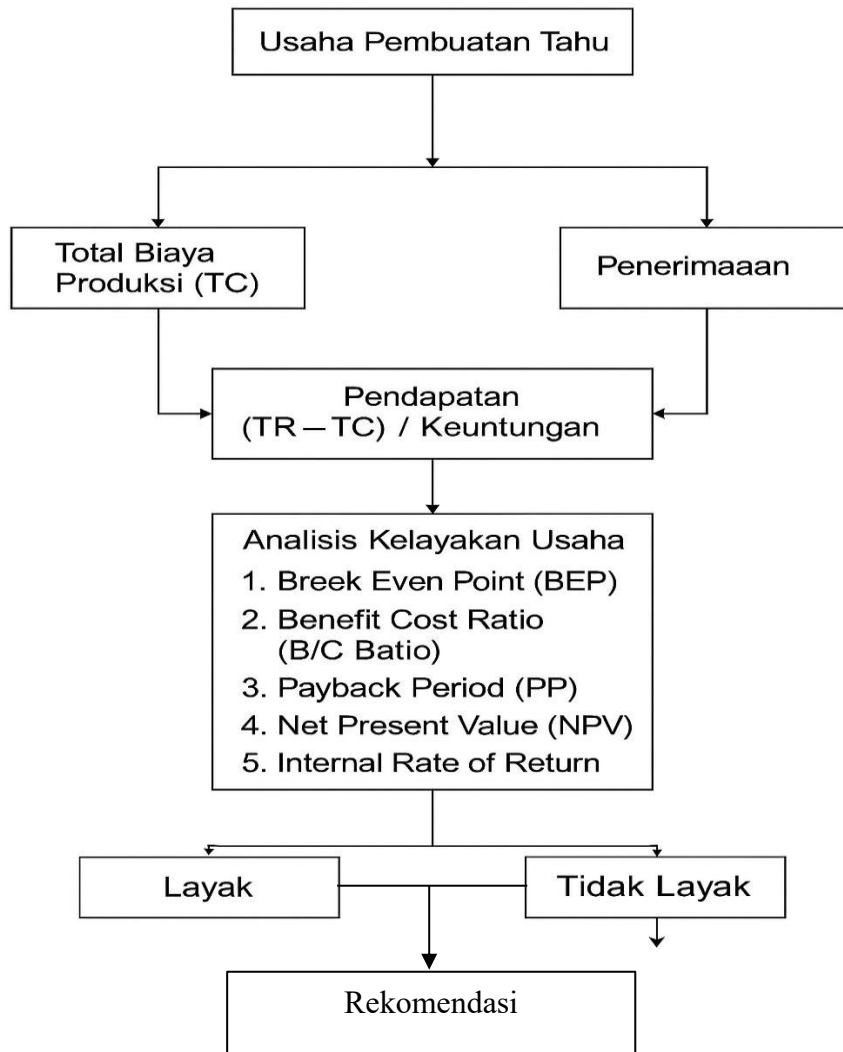 Usaha Pembuatan Tahu
Total Biaya
Produksi (TC)
Penerimaaan
Pendapatan
(TR – TC) / Keuntungan
Analisis Kelayakan Usaha
1. Breek Even Point (BEP)
2. Benefit Cost Ratio
(B/C Batio)
3. Payback Period (PP)
4. Net Present Value (NPV)
5. Internal Rate of Return
Layak
Tidak Layak
Rekomendasi